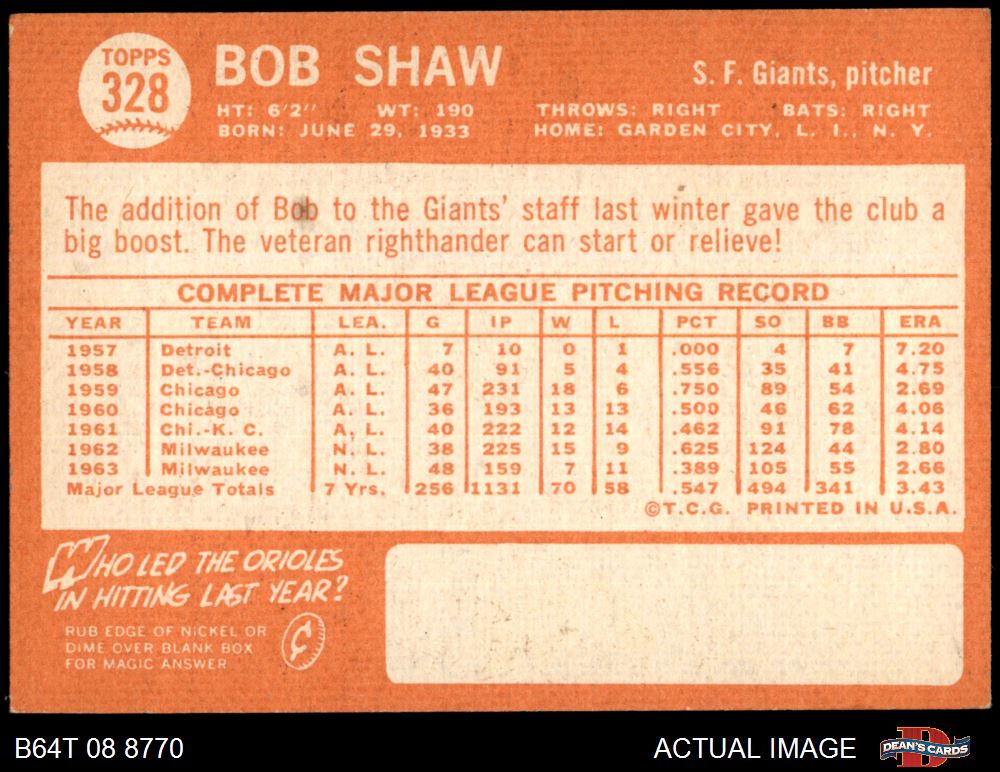 TOPPS
328
BOB SHAW
S. F. Giants, pitcher
HT: 6'2" WT: 190 THROWS: RIGHT BATS: RIGHT
BORN: JUNE 29, 1933 HOME: GARDEN CITY, L. I., N. Y.
The addition of Bob to the Giants' staff last winter gave the club a
big boost. The veteran righthander can start or relieve!
COMPLETE MAJOR LEAGUE PITCHING RECORD
YEAR TEAM LEA. G IP W L PCT SO BB ERA
1957 Detroit A. L. 7 10 0 1 .000 4 7 7.20
1958 Det.-Chicago A. L. 40 91 5 4 .556 35 41 4.75
1959 Chicago A. L. 47 231 18 6 .750 89 54 2.69
1960 Chicago A. L. 36 193 13 13 .500 46 62 4.06
1961 Chi.-K. C. A. L. 40 222 12 14 .462 91 78 4.14
1962 Milwaukee N. L. 38 225 15 9 .625 124 44 2.80
1963 Milwaukee N. L. 48 159 7 11 .389 105 55 2.66
Major League Totals 7 Yrs. 256 1131 70 58 .547 494 341 3.43
©T.C.G. PRINTED IN U.S.A.
WHO LED THE ORIOLES
IN HITTING LAST YEAR?
RUB EDGE OF NICKEL OR
DIME OVER BLANK BOX
FOR MAGIC ANSWER
¢
B64T 08 8770
ACTUAL IMAGE
D
DEAN'S CARDS